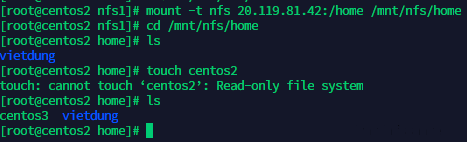 [root@centos2 nfs1]# mount -t nfs 20.119.81.42:/home /mnt/nfs/home
[root@centos2 nfs1]# cd /mnt/nfs/home
[root@centos2 home]# ls
vietdung
[root@centos2 home]# touch centos2
touch: cannot touch ‘centos2’: Read-only file system
[root@centos2 home]# ls
centos3  vietdung
[root@centos2 home]#